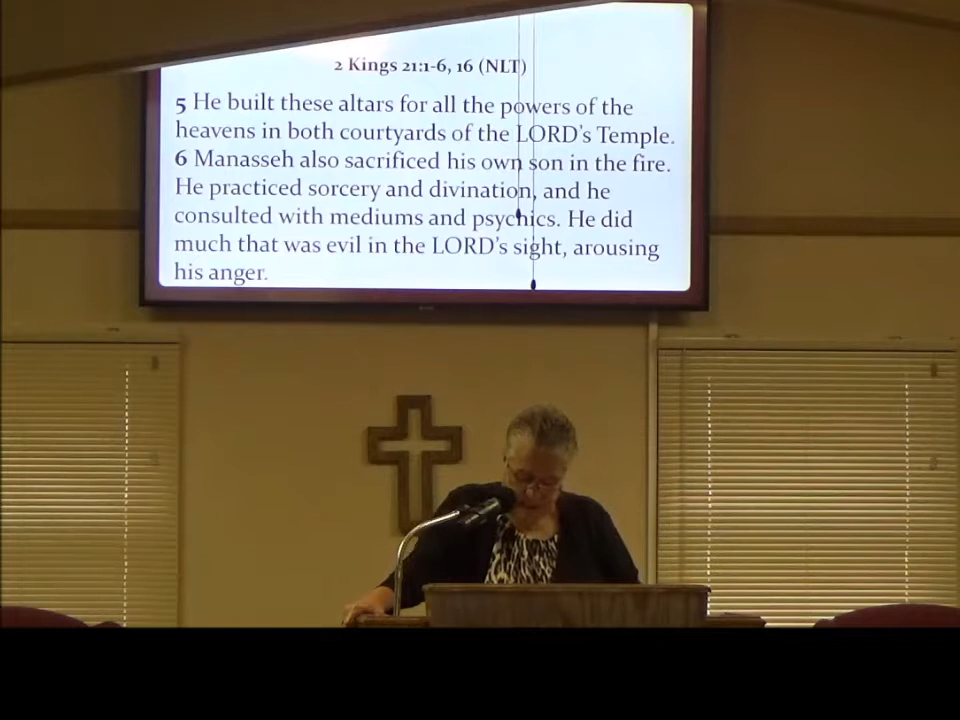 2 Kings 21:1-6, 16 (NLT)
5 He built these altars for all the powers of the
heavens in both courtyards of the LORD's Temple.
6 Manasseh also sacrificed his own son in the fire.
He practiced sorcery and divination, and he
consulted with mediums and psychics. He did
much that was evil in the LORD's sight, arousing
his anger.